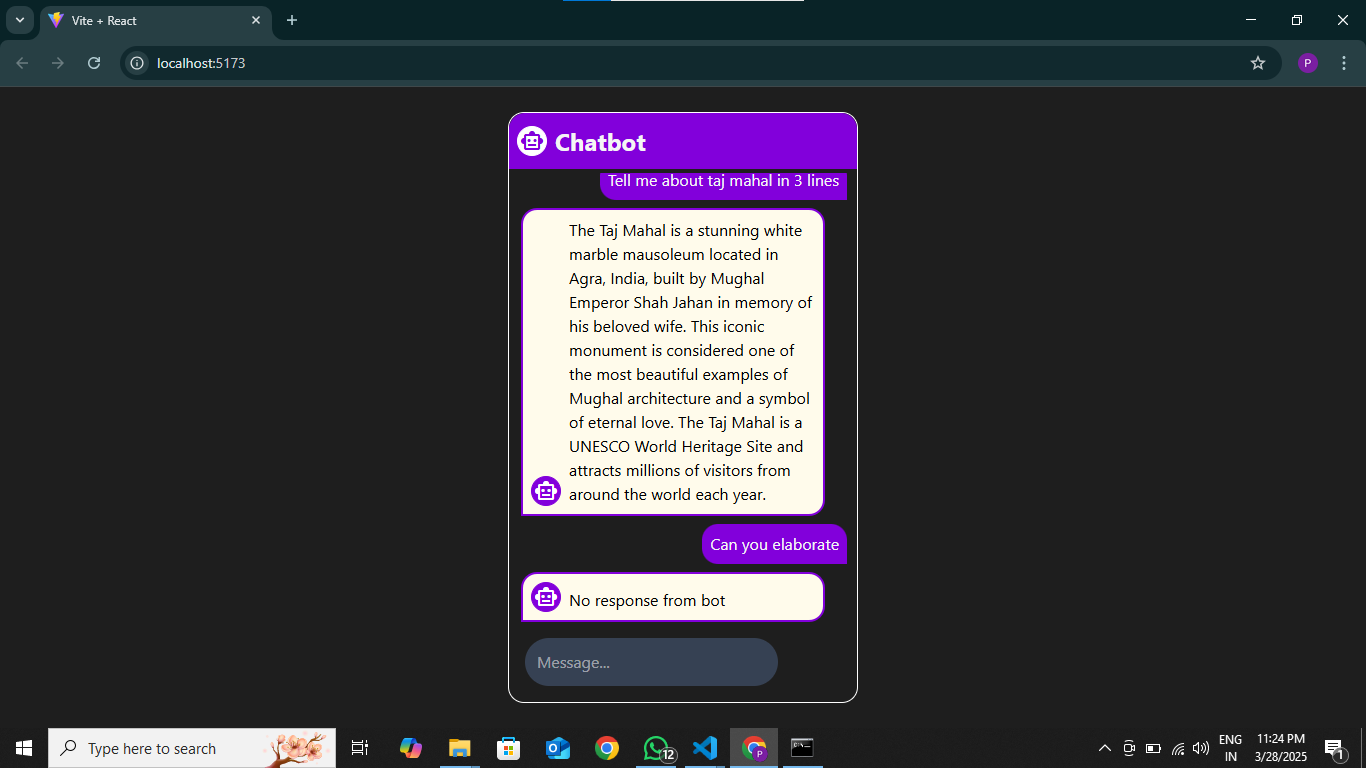 Vite + React
localhost:5173
P
Chatbot
Tell me about taj mahal in 3 lines
The Taj Mahal is a stunning white
marble mausoleum located in
Agra, India, built by Mughal
Emperor Shah Jahan in memory of
his beloved wife. This iconic
monument is considered one of
the most beautiful examples of
Mughal architecture and a symbol
of eternal love. The Taj Mahal is a
UNESCO World Heritage Site and
attracts millions of visitors from
around the world each year.
Can you elaborate
No response from bot
Message...
Type here to search
12
P
ENG
IN
11:24 PM
3/28/2025
1